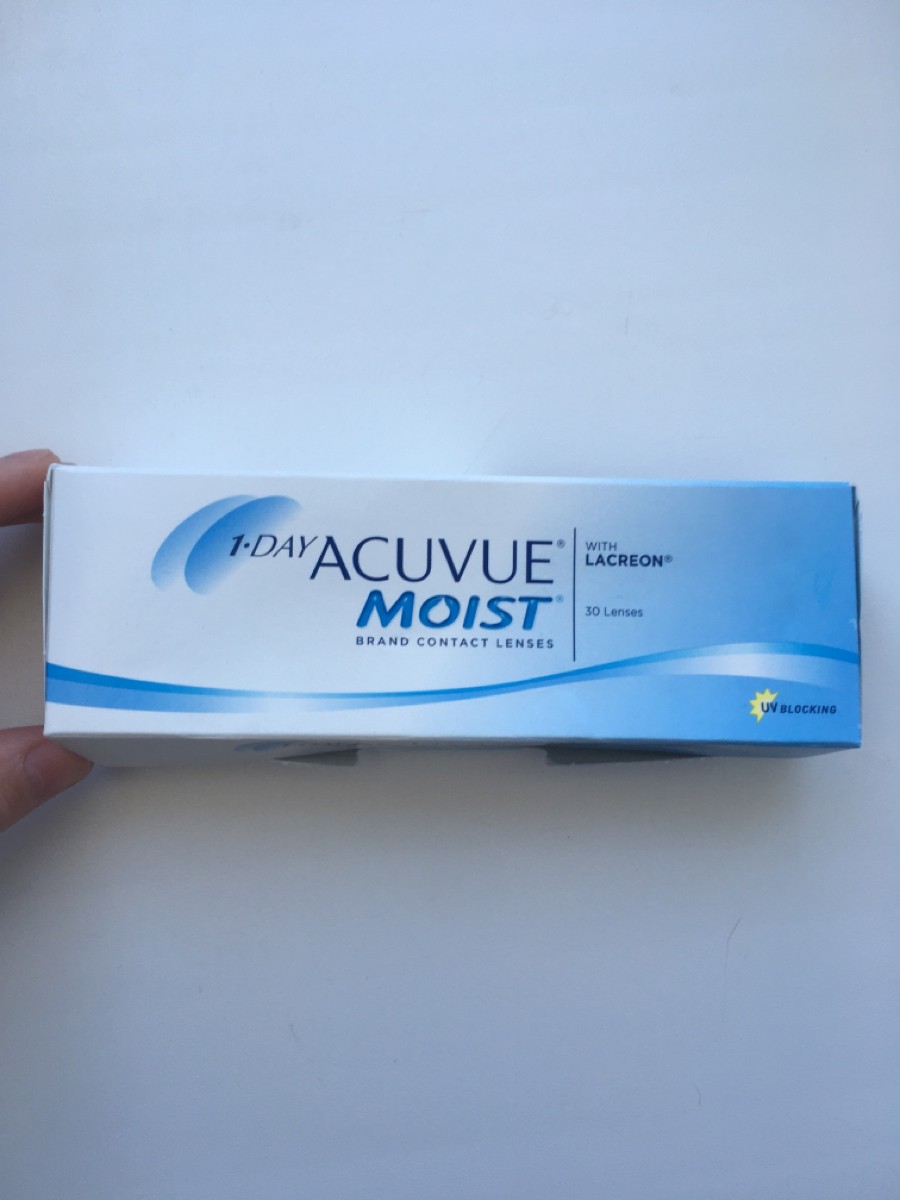 1·DAY ACUVUE®
MOIST®
BRAND CONTACT LENSES
WITH
LACREON®
30 Lenses
UV BLOCKING